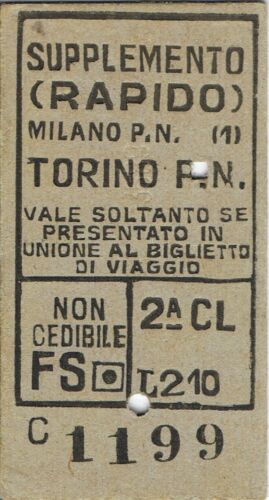 SUPPLEMENTO
(RAPIDO)
MILANO P.N. (1)
TORINO P.N.
VALE SOLTANTO SE
PRESENTATO IN
UNIONE AL BIGLIETTO
DI VIAGGIO
NON
CEDIBILE
FS
2A CL
L210
C 1199